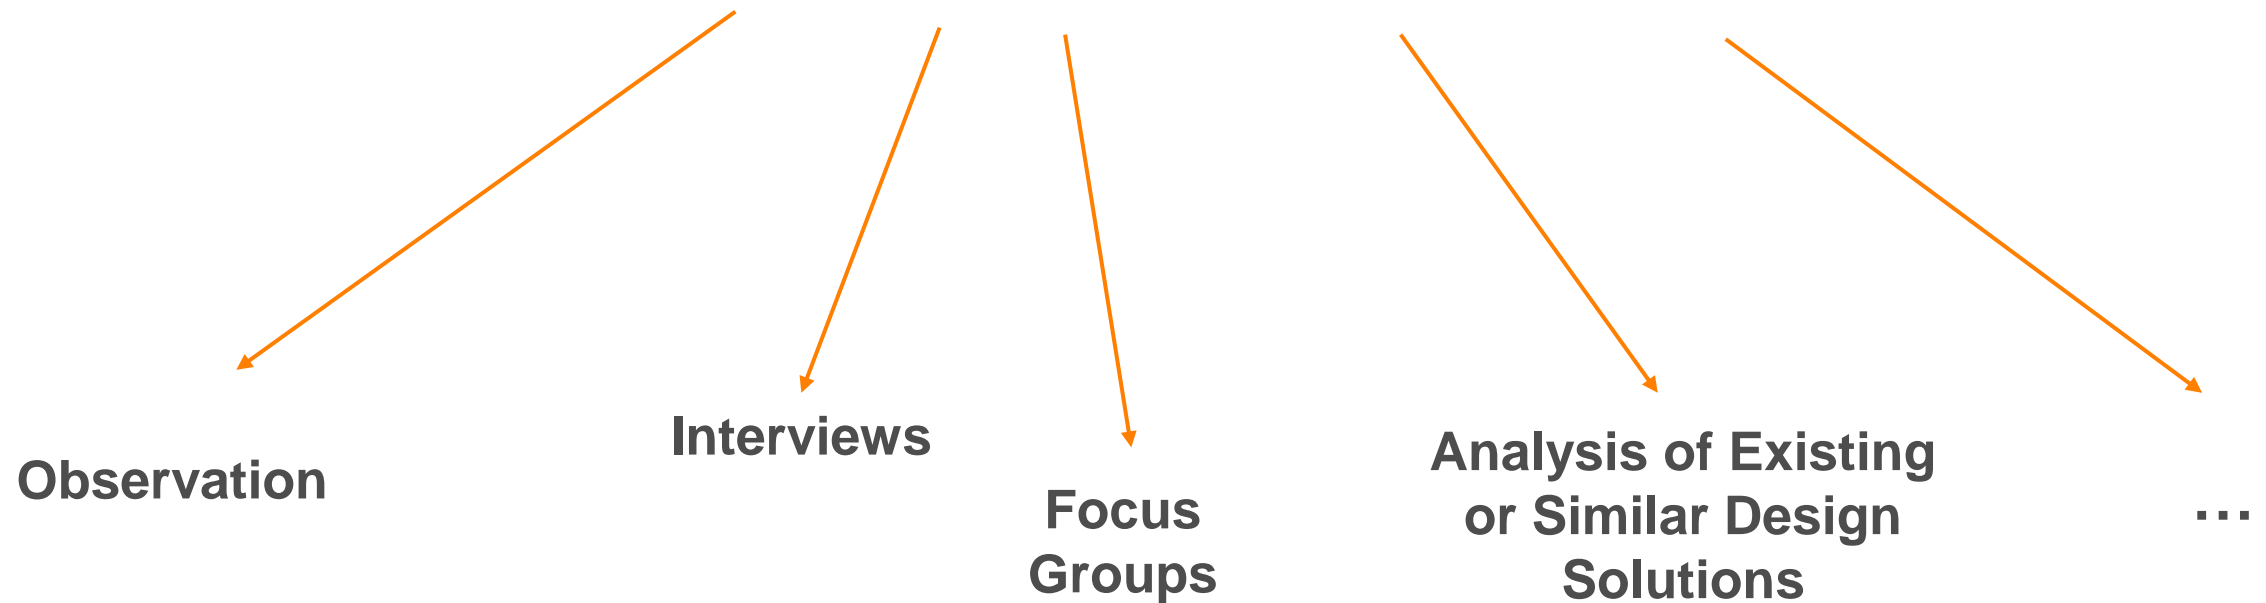 Observation
Interviews
Focus
Groups
Analysis of Existing
or Similar Design
Solutions
...